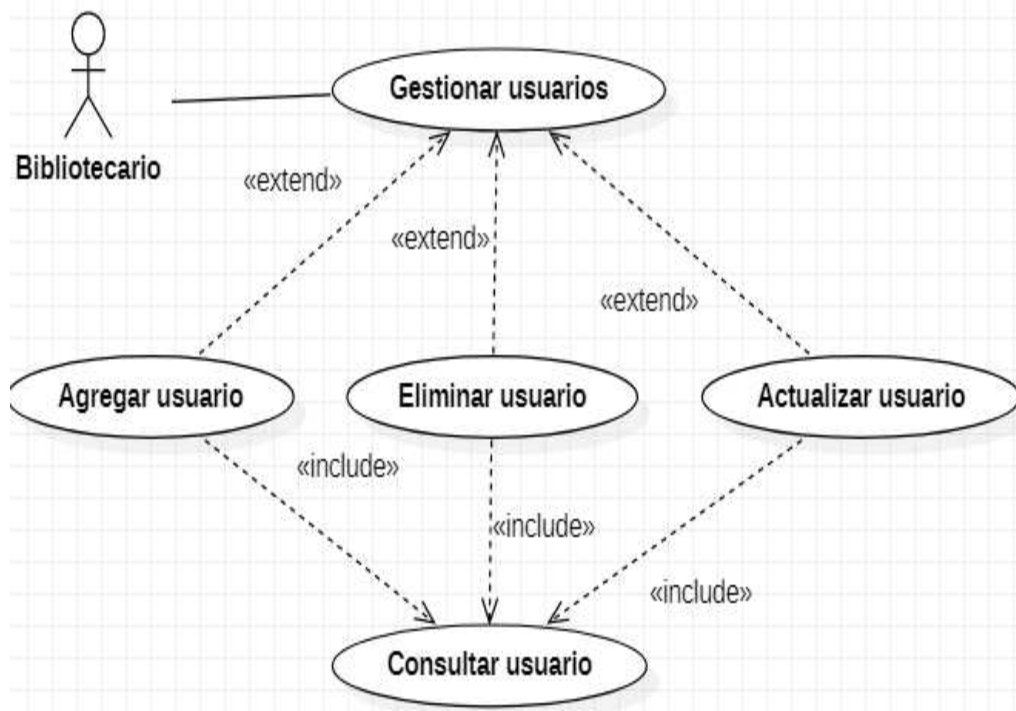 Gestionar usuarios
Bibliotecario
«extend»
«extend»
«extend»
Agregar usuario
Eliminar usuario
Actualizar usuario
«include»
«include»
«include»
Consultar usuario